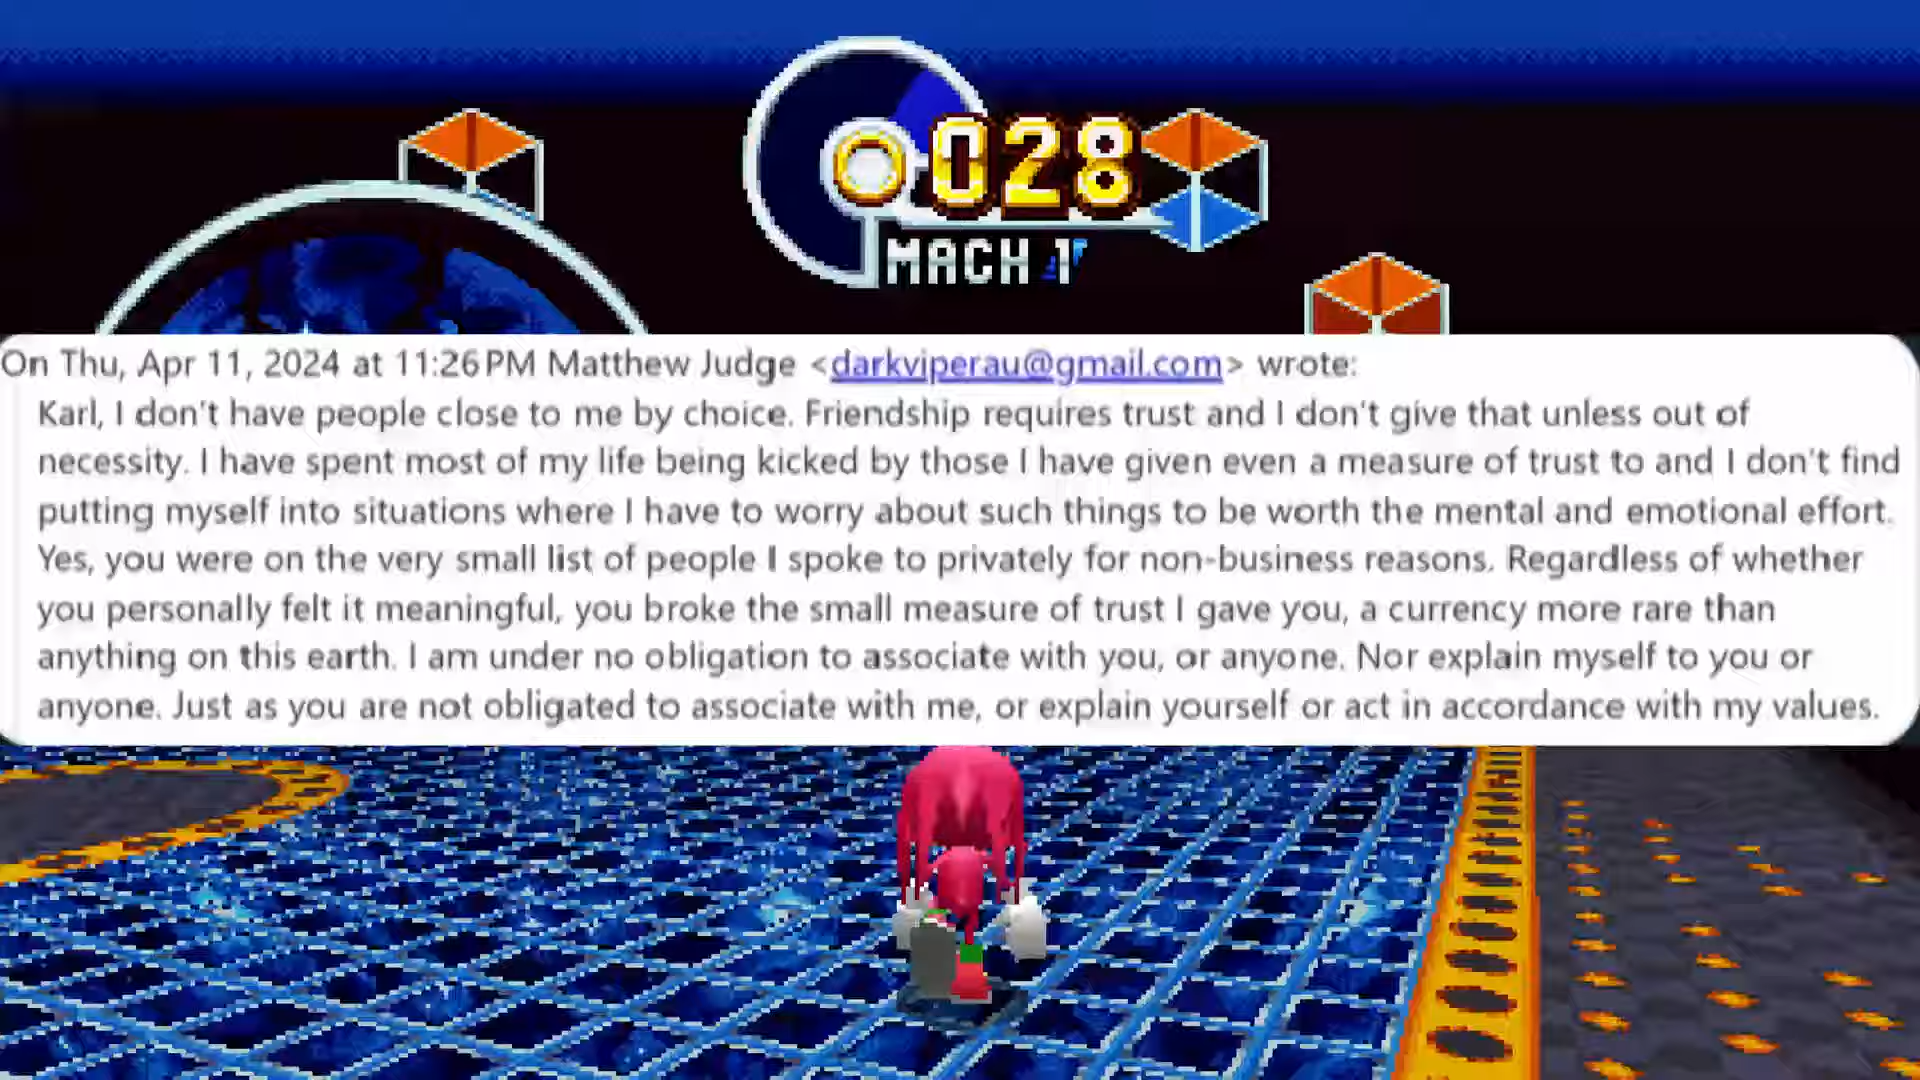 028
MACH 1
On Thu, Apr 11, 2024 at 11:26 PM Matthew Judge <darkviperau@gmail.com> wrote:
Karl, I don't have people close to me by choice. Friendship requires trust and I don't give that unless out of
necessity. I have spent most of my life being kicked by those I have given even a measure of trust to and I don't find
putting myself into situations where I have to worry about such things to be worth the mental and emotional effort.
Yes, you were on the very small list of people I spoke to privately for non-business reasons. Regardless of whether
you personally felt it meaningful, you broke the small measure of trust I gave you, a currency more rare than
anything on this earth. I am under no obligation to associate with you, or anyone. Nor explain myself to you or
anyone. Just as you are not obligated to associate with me, or explain yourself or act in accordance with my values.